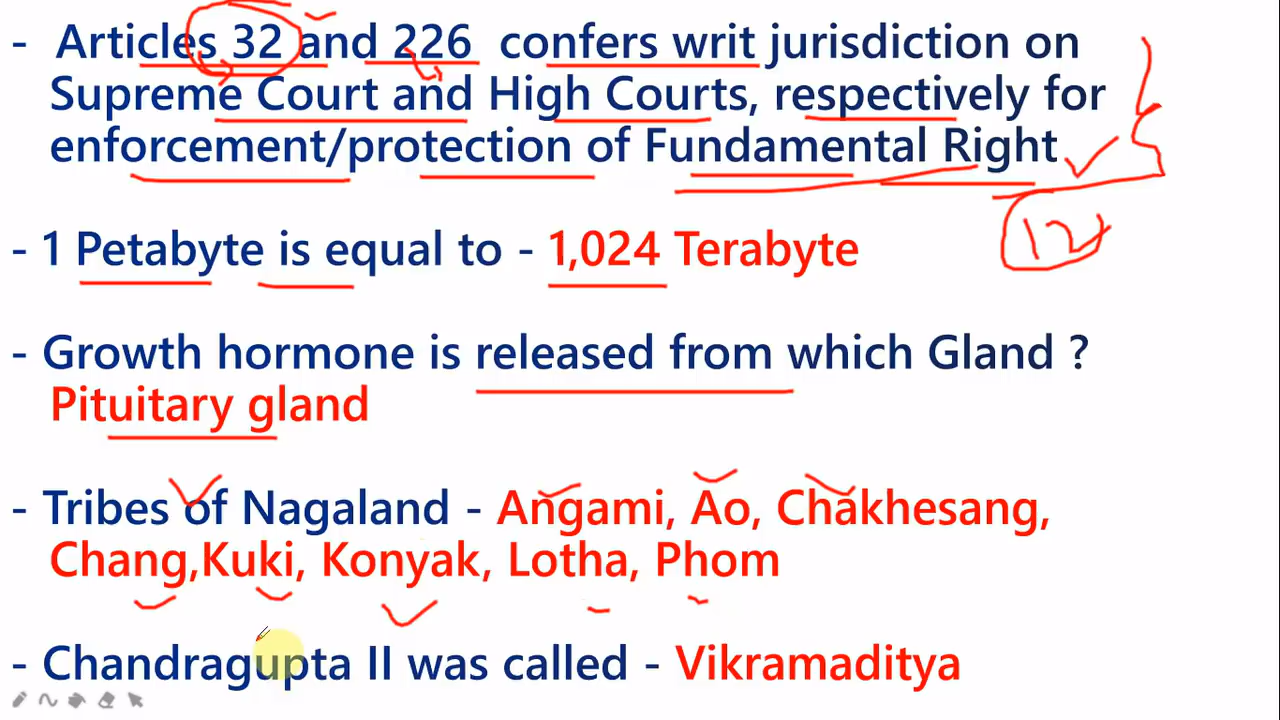 - Articles 32 and 226 confers writ jurisdiction on
Supreme Court and High Courts, respectively for
enforcement/protection of Fundamental Right
- 1 Petabyte is equal to - 1,024 Terabyte
- Growth hormone is released from which Gland ?
Pituitary gland
- Tribes of Nagaland - Angami, Ao, Chakhesang,
Chang,Kuki, Konyak, Lotha, Phom
- Chandragupta II was called - Vikramaditya